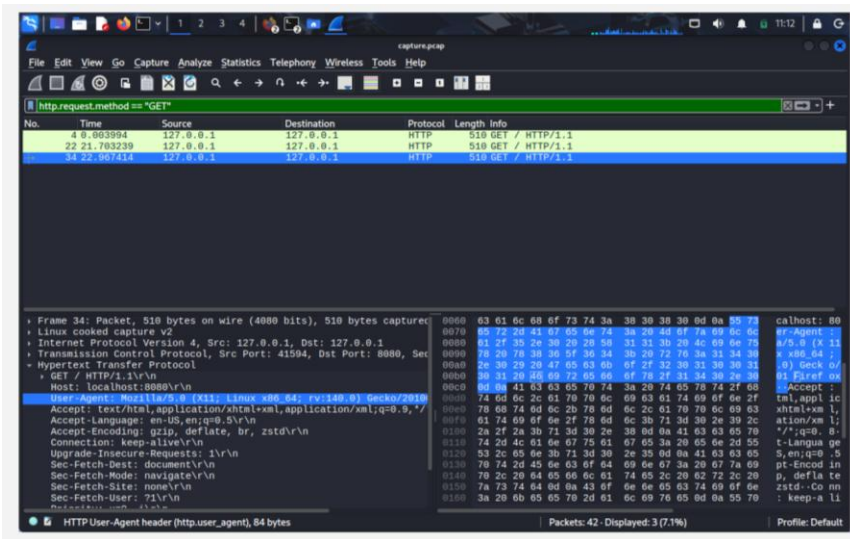 1 2 3 4
11:12
capture.pcap
File Edit View Go Capture Analyze Statistics Telephony Wireless Tools Help
http.request.method == "GET"
No. Time Source Destination Protocol Length Info
4 0.003994 127.0.0.1 127.0.0.1 HTTP 510 GET / HTTP/1.1
22 21.703239 127.0.0.1 127.0.0.1 HTTP 510 GET / HTTP/1.1
34 22.967414 127.0.0.1 127.0.0.1 HTTP 510 GET / HTTP/1.1
Frame 34: Packet, 510 bytes on wire (4080 bits), 510 bytes captured
Linux cooked capture v2
Internet Protocol Version 4, Src: 127.0.0.1, Dst: 127.0.0.1
Transmission Control Protocol, Src Port: 41594, Dst Port: 8080, Seq
Hypertext Transfer Protocol
GET / HTTP/1.1\r\n
Host: localhost:8080\r\n
User-Agent: Mozilla/5.0 (X11; Linux x86_64; rv:140.0) Gecko/2010
Accept: text/html,application/xhtml+xml,application/xml;q=0.9,*/
Accept-Language: en-US,en;q=0.5\r\n
Accept-Encoding: gzip, deflate, br, zstd\r\n
Connection: keep-alive\r\n
Upgrade-Insecure-Requests: 1\r\n
Sec-Fetch-Dest: document\r\n
Sec-Fetch-Mode: navigate\r\n
Sec-Fetch-Site: none\r\n
Sec-Fetch-User: ?1\r\n
0060 63 61 6c 68 6f 73 74 3a 38 30 38 30 0d 0a 55 73 calhost: 80
0070 65 72 2d 41 67 65 6e 74 3a 20 4d 6f 7a 69 6c 6c er-Agent :
0080 61 2f 35 2e 30 20 28 58 31 31 3b 20 4c 69 6e 75 a/5.0 (X 11
0090 78 20 78 38 36 5f 36 34 3b 20 72 76 3a 31 34 30 x x86_64 ;
00a0 2e 30 29 20 47 65 63 6b 6f 2f 32 30 31 30 30 31 .0) Geck o/
00b0 30 31 20 46 69 72 65 66 6f 78 2f 31 34 30 2e 30 01 Firef ox
00c0 0d 0a 41 63 63 65 70 74 3a 20 74 65 78 74 2f 68 ··Accept :
00d0 74 6d 6c 2c 61 70 70 6c 69 63 61 74 69 6f 6e 2f tml,appl ic
00e0 78 68 74 6d 6c 2b 78 6d 6c 2c 61 70 70 6c 69 63 xhtml+xm l,
00f0 61 74 69 6f 6e 2f 78 6d 6c 3b 71 3d 30 2e 39 2c ation/xm l;
0100 2a 2f 2a 3b 71 3d 30 2e 38 0d 0a 41 63 63 65 70 */*;q=0. 8·
0110 74 2d 4c 61 6e 67 75 61 67 65 3a 20 65 6e 2d 55 t-Langua ge
0120 53 2c 65 6e 3b 71 3d 30 2e 35 0d 0a 41 63 63 65 S,en;q=0 .5
0130 70 74 2d 45 6e 63 6f 64 69 6e 67 3a 20 67 7a 69 pt-Encod in
0140 70 2c 20 64 65 66 6c 61 74 65 2c 20 62 72 2c 20 p, defla te
0150 7a 73 74 64 0d 0a 43 6f 6e 6e 65 63 74 69 6f 6e zstd··Co nn
0160 3a 20 6b 65 65 70 2d 61 6c 69 76 65 0d 0a 55 70 : keep-a li
HTTP User-Agent header (http.user_agent), 84 bytes
Packets: 42 · Displayed: 3 (7.1%)
Profile: Default